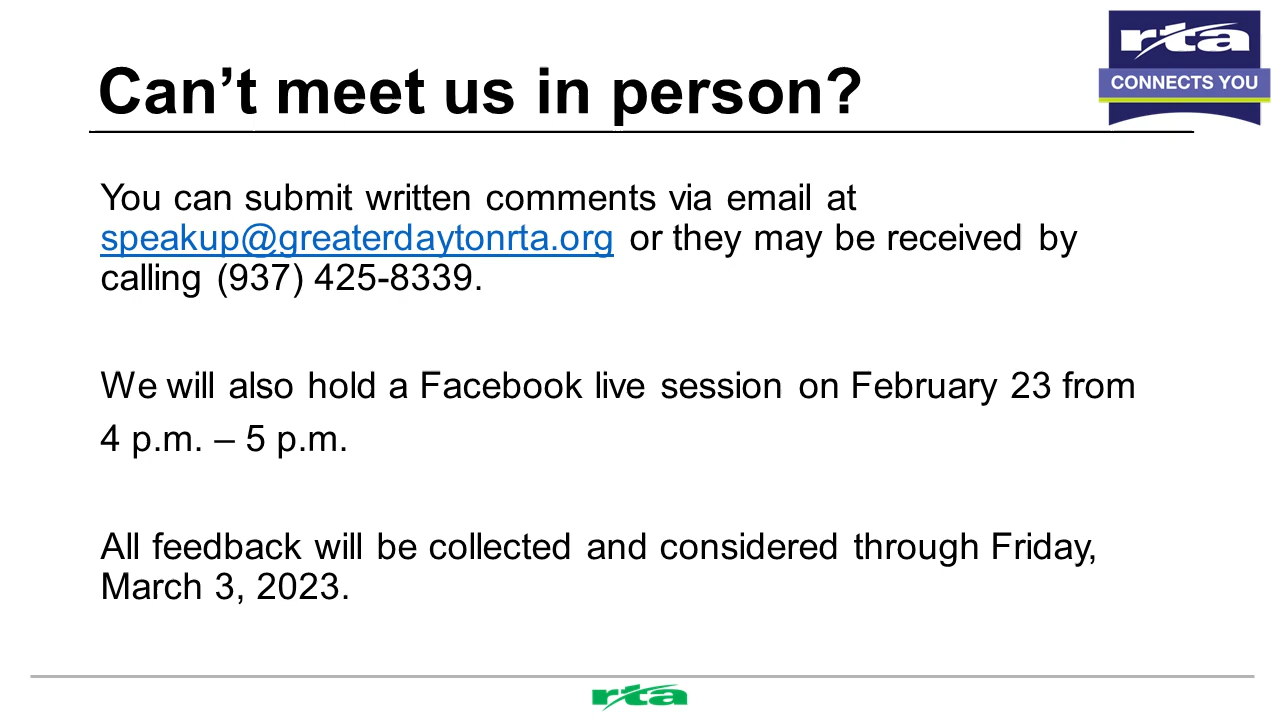 rta
CONNECTS YOU
Can’t meet us in person?
You can submit written comments via email at
speakup@greaterdaytonrta.org or they may be received by
calling (937) 425-8339.
We will also hold a Facebook live session on February 23 from
4 p.m. – 5 p.m.
All feedback will be collected and considered through Friday,
March 3, 2023.
rta